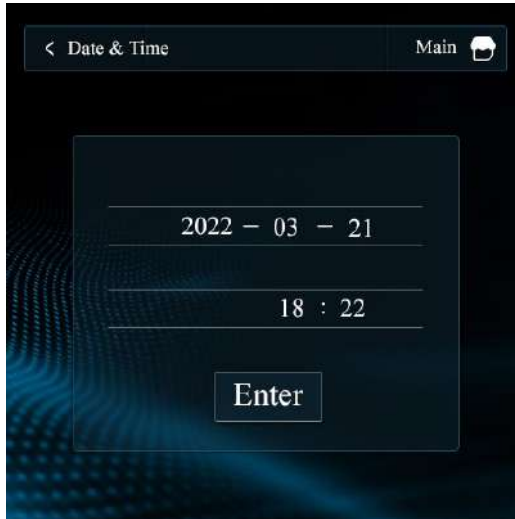 < Date & Time Main
2022 – 03 – 21
18 : 22
Enter